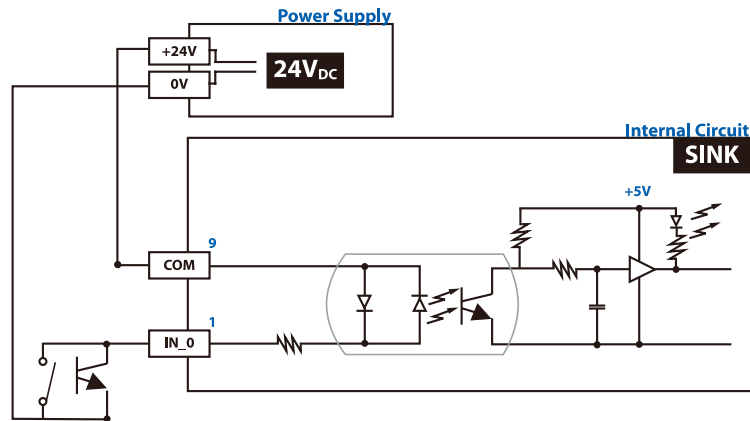 Power Supply
+24V
0V
24VDC
Internal Circuit
SINK
+5V
9
COM
1
IN_0